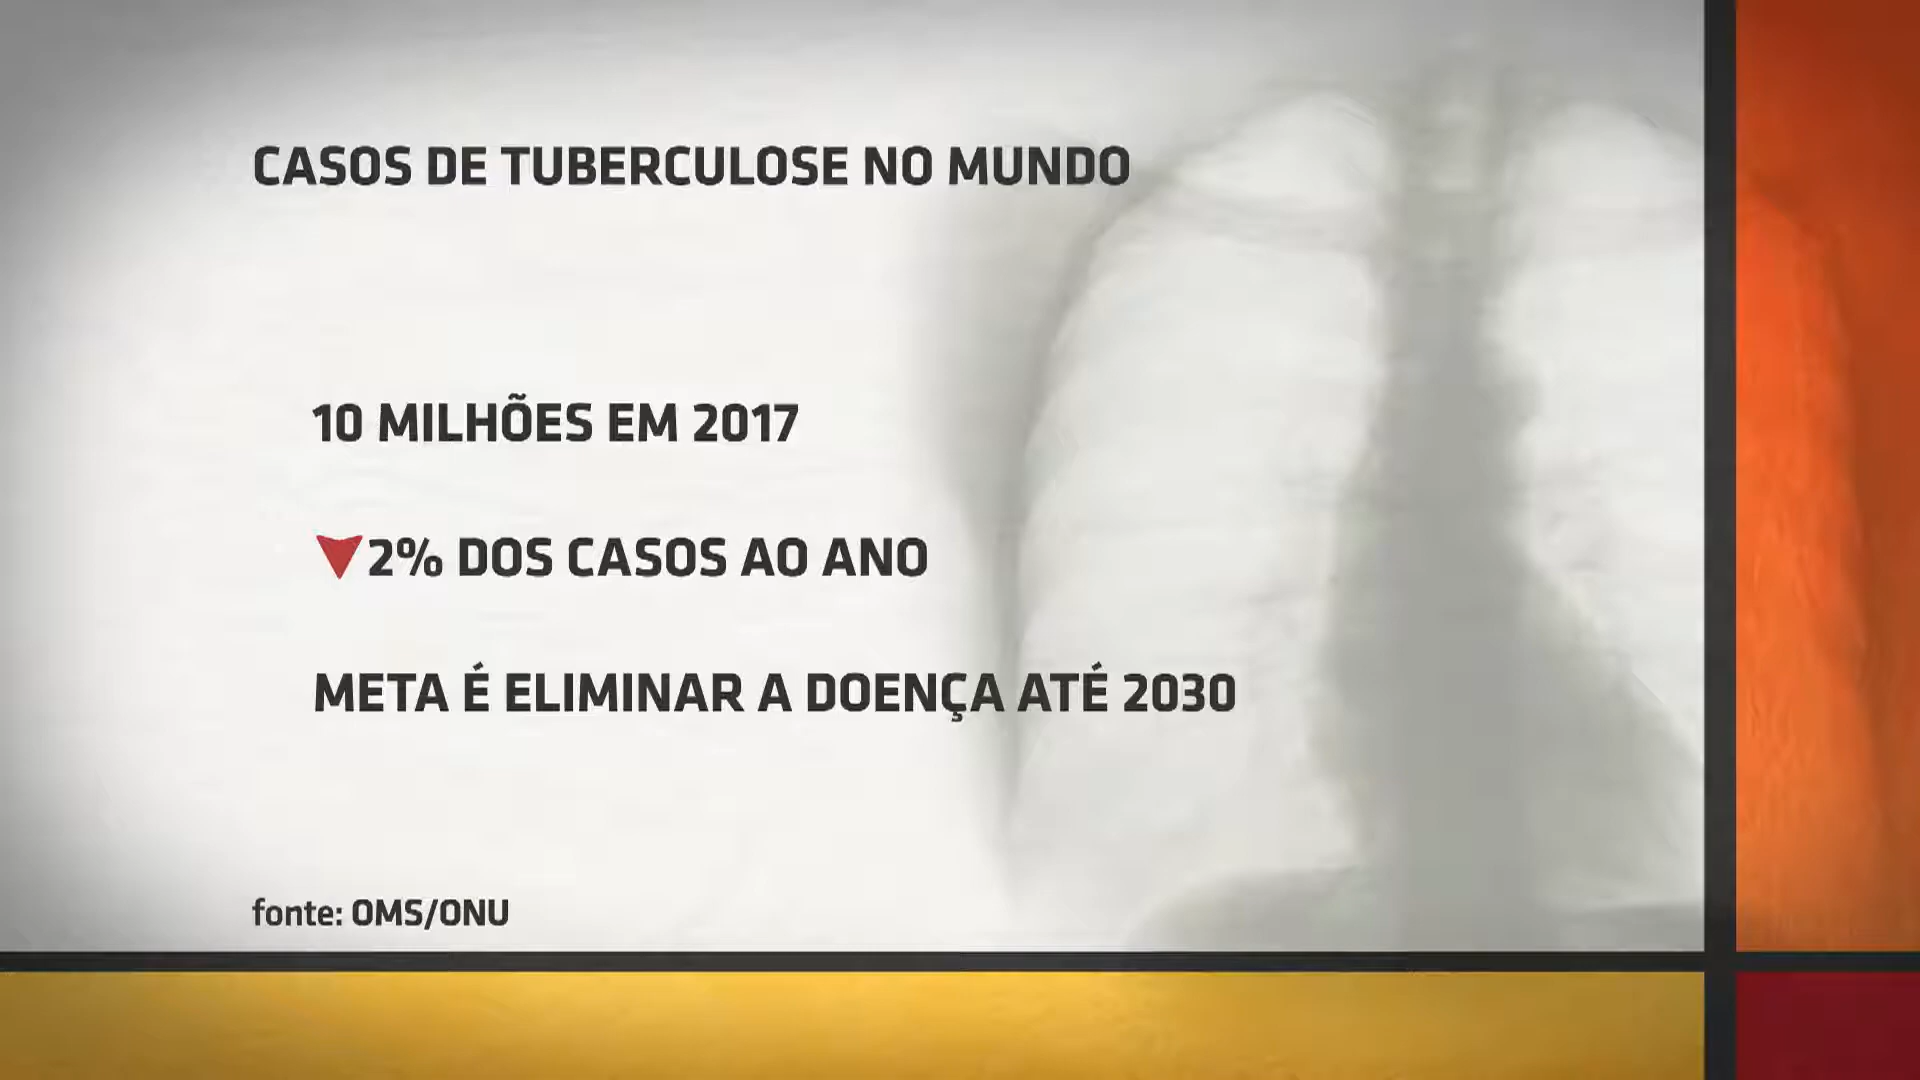 CASOS DE TUBERCULOSE NO MUNDO
10 MILHÕES EM 2017
▼2% DOS CASOS AO ANO
META É ELIMINAR A DOENÇA ATÉ 2030
fonte: OMS/ONU